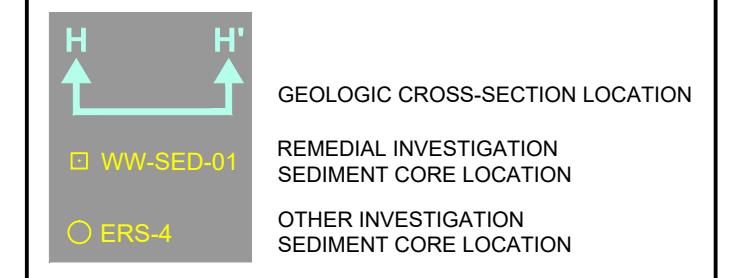 H H'
GEOLOGIC CROSS-SECTION LOCATION
WW-SED-01
REMEDIAL INVESTIGATION
SEDIMENT CORE LOCATION
ERS-4
OTHER INVESTIGATION
SEDIMENT CORE LOCATION